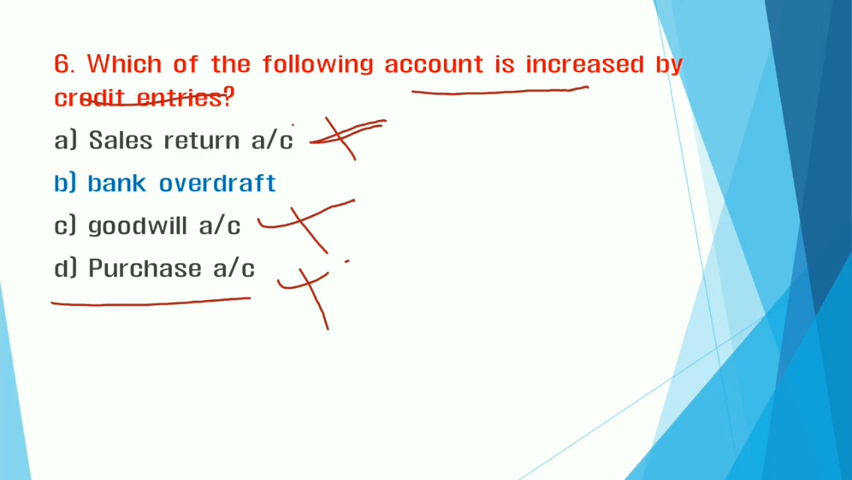 6. Which of the following account is increased by
credit entries?
a) Sales return a/c
b) bank overdraft
c) goodwill a/c
d) Purchase a/c